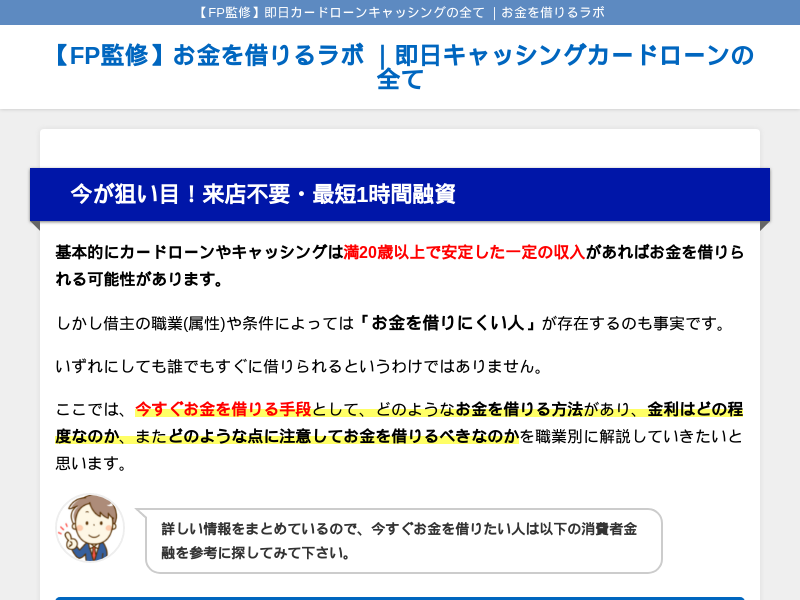 【FP監修】即日カードローンキャッシングの全て ｜お金を借りるラボ
【FP監修】お金を借りるラボ ｜即日キャッシングカードローンの
全て
今が狙い目！来店不要・最短1時間融資
基本的にカードローンやキャッシングは満20歳以上で安定した一定の収入があればお金を借りら
れる可能性があります。
しかし借主の職業(属性)や条件によっては「お金を借りにくい人」が存在するのも事実です。
いずれにしても誰でもすぐに借りられるというわけではありません。
ここでは、今すぐお金を借りる手段として、どのようなお金を借りる方法があり、金利はどの程
度なのか、またどのような点に注意してお金を借りるべきなのかを職業別に解説していきたいと
思います。
詳しい情報をまとめているので、今すぐお金を借りたい人は以下の消費者金
融を参考に探してみて下さい。